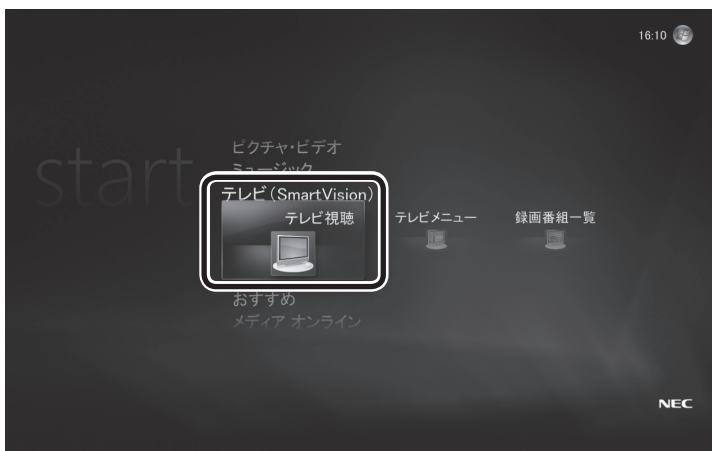 16:10
start
ピクチャ・ビデオ
ミュージック
テレビ(SmartVision)
テレビ視聴
テレビメニュー
録画番組一覧
おすすめ
メディア オンライン
NEC